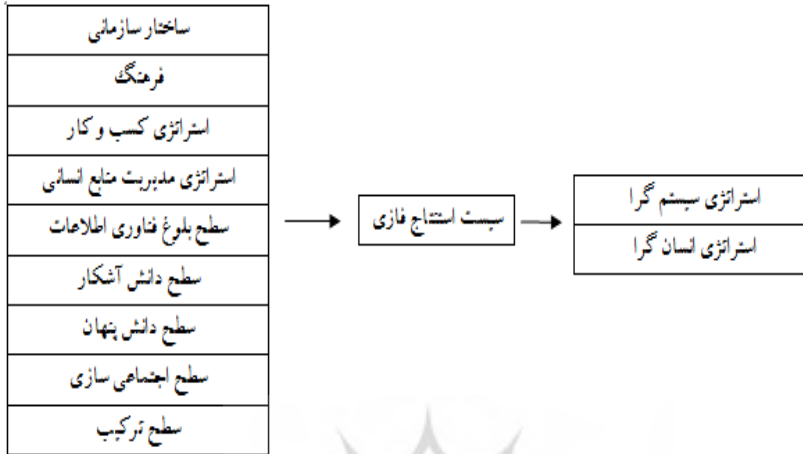 ساختار سازمانی
فرهنگ
استراتژی کسب و کار
استراتژی مدیریت منابع انسانی
سطح بلوغ فناوری اطلاعات
سطح دانش آشکار
سطح دانش پنهان
سطح اجتماعی سازی
سطح ترکیب
سیست استنتاج فازی
استراتژی سیستم گرا
استراتژی انسان گرا